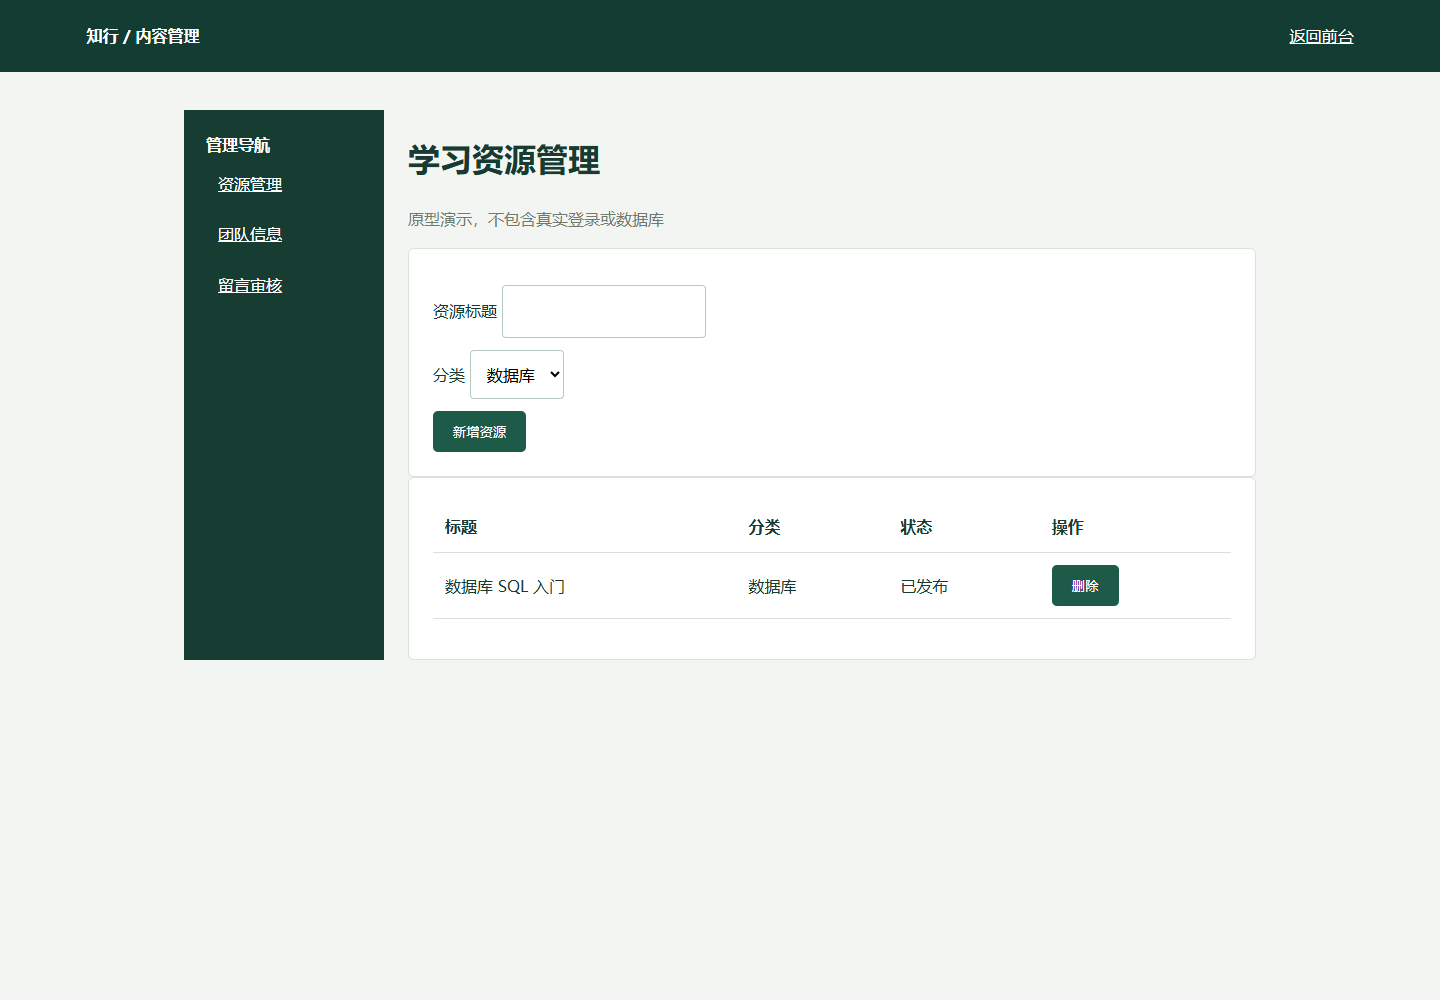 知行 / 内容管理
返回前台
管理导航
资源管理
团队信息
留言审核
学习资源管理
原型演示，不包含真实登录或数据库
资源标题
分类 数据库
新增资源
标题 分类 状态 操作
数据库 SQL 入门 数据库 已发布 删除